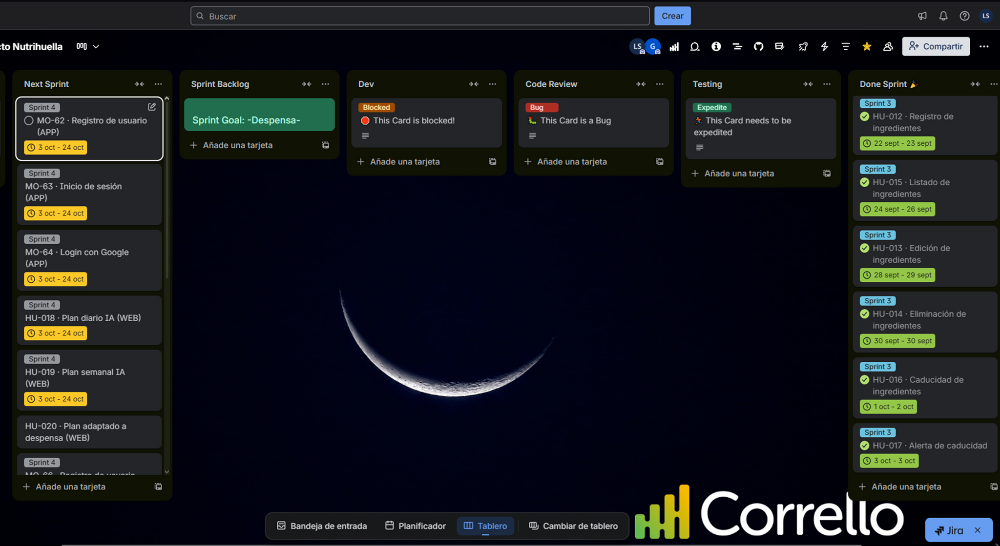 Buscar
Crear
LS
cto Nutrihuella
LS
G
Compartir
Next Sprint
Sprint 4
MO-62 · Registro de usuario
(APP)
3 oct - 24 oct
Sprint 4
MO-63 · Inicio de sesión
(APP)
3 oct - 24 oct
Sprint 4
MO-64 · Login con Google
(APP)
3 oct - 24 oct
Sprint 4
HU-018 · Plan diario IA (WEB)
3 oct - 24 oct
Sprint 4
HU-019 · Plan semanal IA
(WEB)
3 oct - 24 oct
HU-020 · Plan adaptado a
despensa (WEB)
Sprint 4
MO-66 · Registro de usuario
Añade una tarjeta
Sprint Backlog
Sprint Goal: -Despensa-
Añade una tarjeta
Dev
Blocked
This Card is blocked!
Añade una tarjeta
Code Review
Bug
This Card is a Bug
Añade una tarjeta
Testing
Expedite
This Card needs to be
expedited
Añade una tarjeta
Done Sprint
Sprint 3
HU-012 · Registro de
ingredientes
22 sept - 23 sept
Sprint 3
HU-015 · Listado de
ingredientes
24 sept - 26 sept
Sprint 3
HU-013 · Edición de
ingredientes
28 sept - 29 sept
Sprint 3
HU-014 · Eliminación de
ingredientes
30 sept - 30 sept
Sprint 3
HU-016 · Caducidad de
ingredientes
1 oct - 2 oct
Sprint 3
HU-017 · Alerta de caducidad
3 oct - 3 oct
Añade una tarjeta
Bandeja de entrada
Planificador
Tablero
Cambiar de tablero
Corrello
Jira